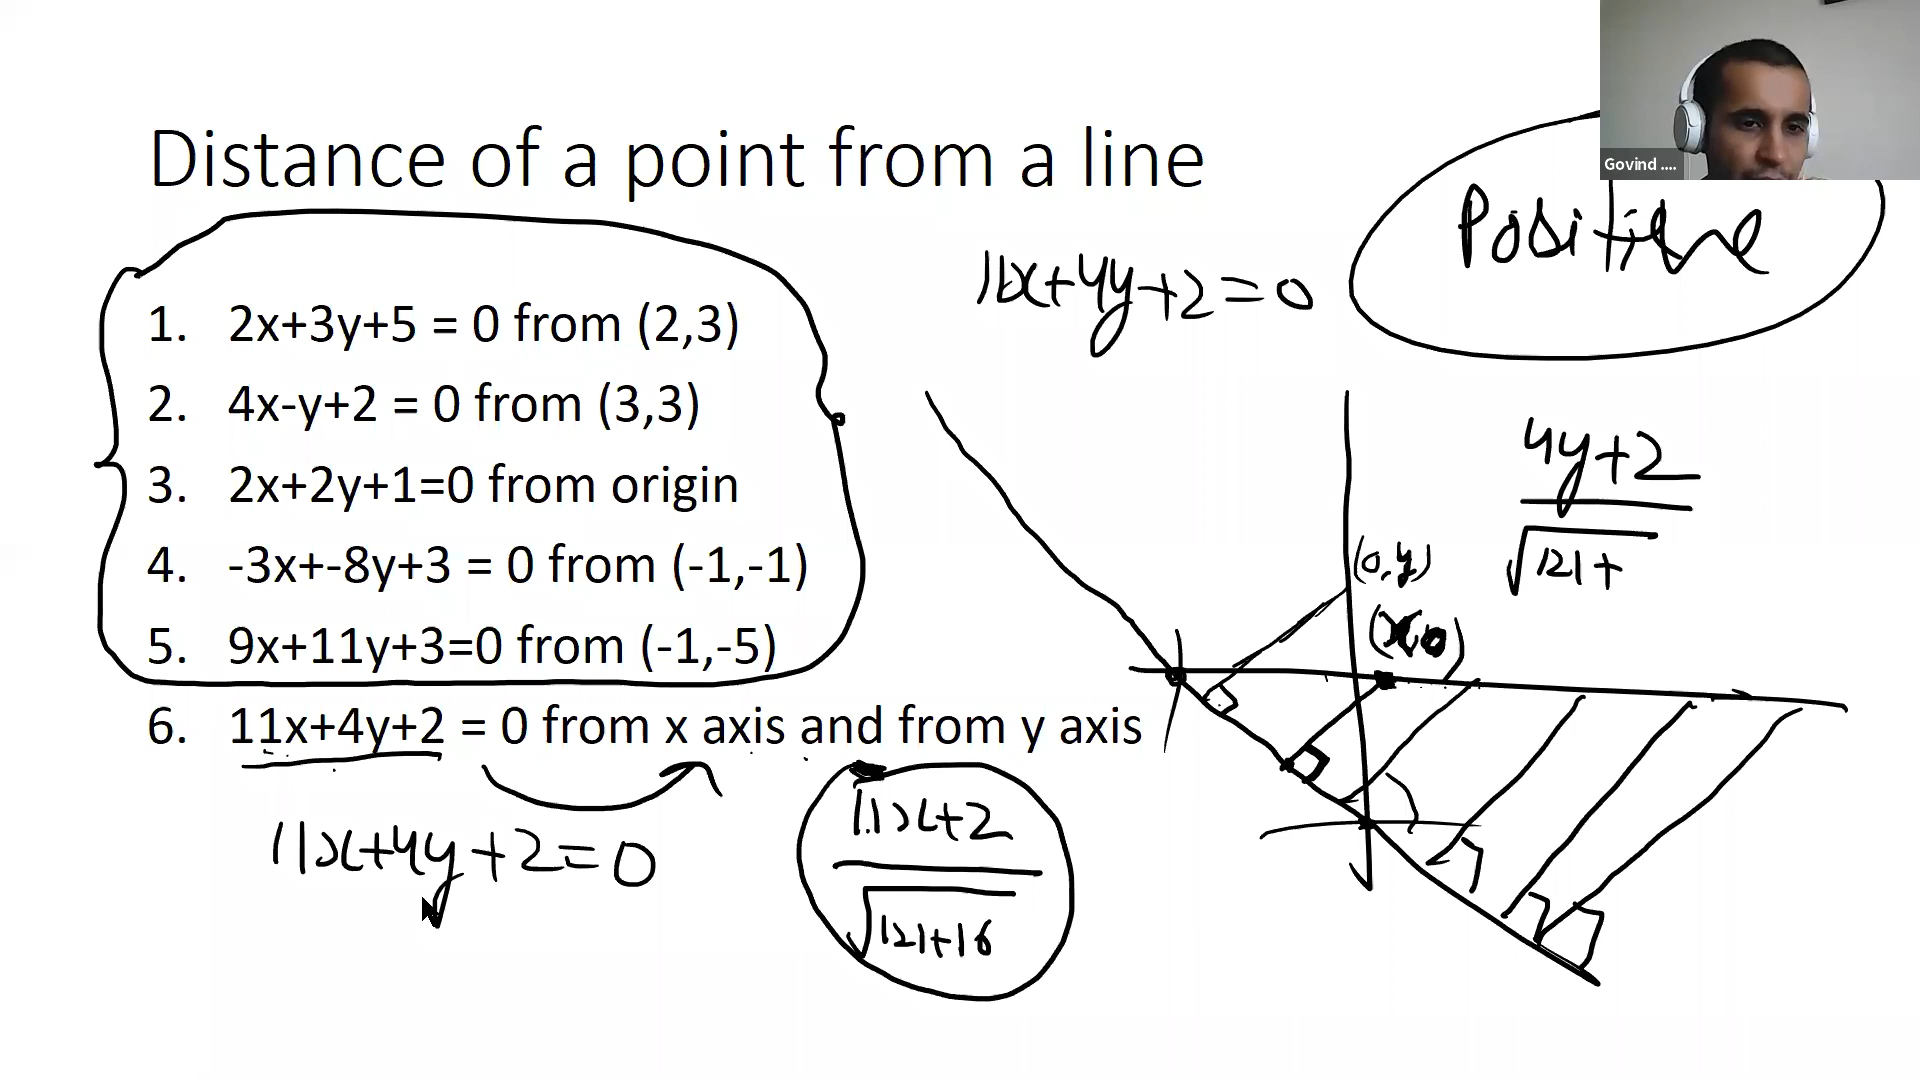 Distance of a point from a line
Govind ....
Positive
11x+4y+2=0
1. 2x+3y+5 = 0 from (2,3)
2. 4x-y+2 = 0 from (3,3)
3. 2x+2y+1=0 from origin
4. -3x+-8y+3 = 0 from (-1,-1)
5. 9x+11y+3=0 from (-1,-5)
6. 11x+4y+2 = 0 from x axis and from y axis
4y+2
√121+
(0,y)
(x,0)
11x+4y+2=0
11x+2
√121+16